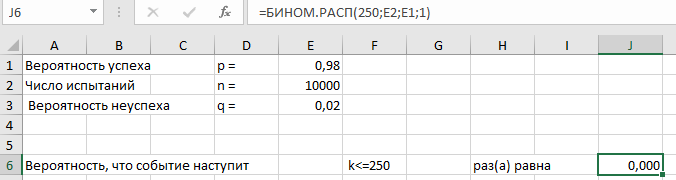 J6 =БИНОМ.РАСП(250;E2;E1;1)
A B C D E F G H I J
1 Вероятность успеха p = 0,98
2 Число испытаний n = 10000
3 Вероятность неуспеха q = 0,02
4
5
6 Вероятность, что событие наступит k<=250 раз(а) равна 0,000